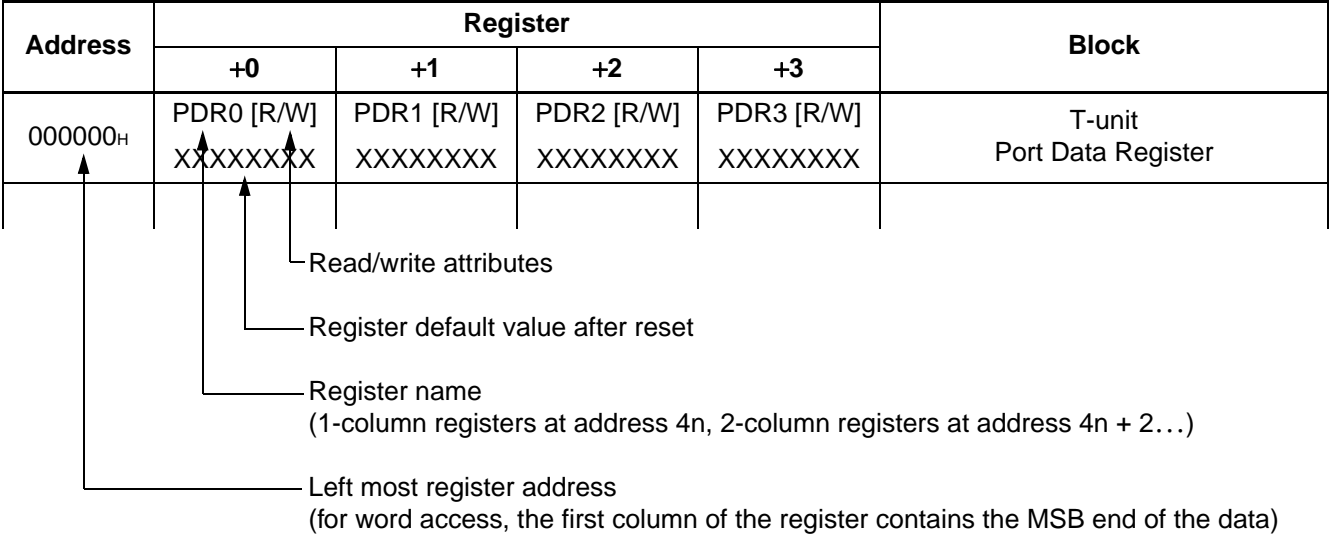 Address Register Block
+0 +1 +2 +3
000000H PDR0 [R/W] PDR1 [R/W] PDR2 [R/W] PDR3 [R/W] T-unit
XXXXXXXX XXXXXXXX XXXXXXXX XXXXXXXX Port Data Register
Read/write attributes
Register default value after reset
Register name
(1-column registers at address 4n, 2-column registers at address 4n + 2…)
Left most register address
(for word access, the first column of the register contains the MSB end of the data)